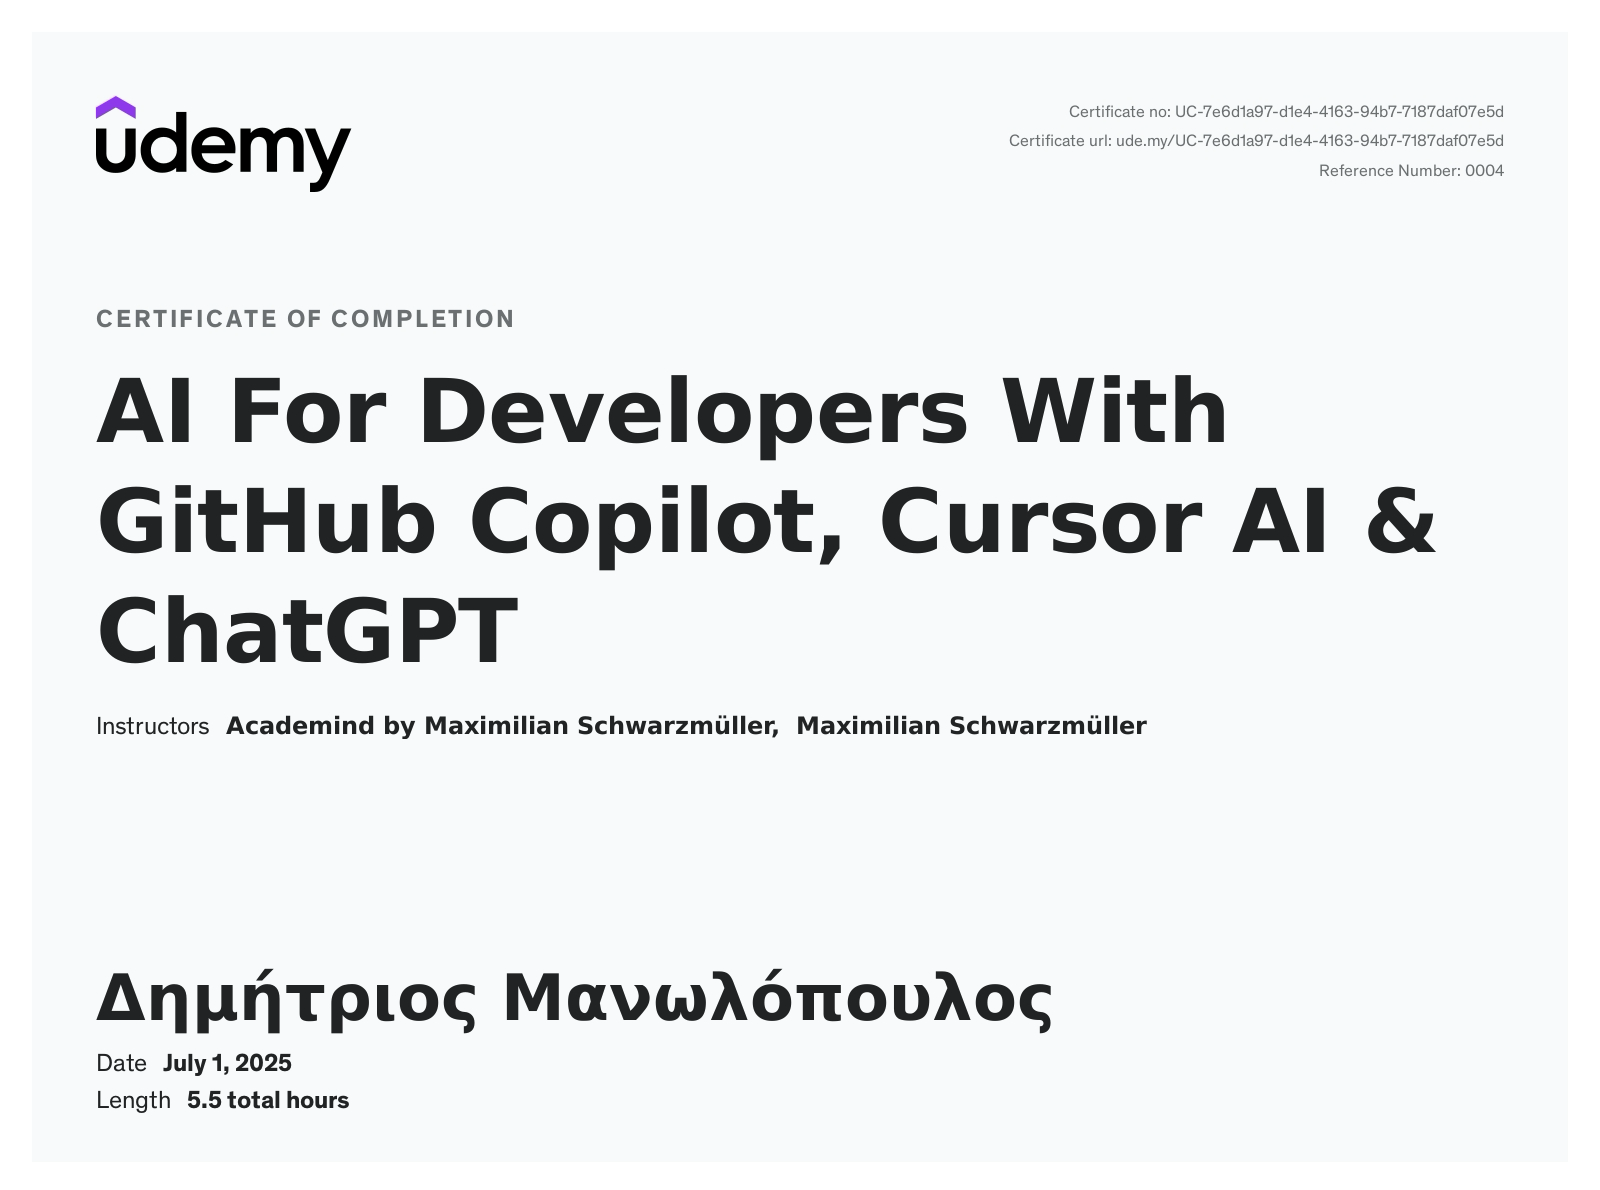 udemy
Certificate no: UC-7e6d1a97-d1e4-4163-94b7-7187daf07e5d
Certificate url: ude.my/UC-7e6d1a97-d1e4-4163-94b7-7187daf07e5d
Reference Number: 0004
CERTIFICATE OF COMPLETION
AI For Developers With
GitHub Copilot, Cursor AI &
ChatGPT
Instructors Academind by Maximilian Schwarzmüller, Maximilian Schwarzmüller
Δημήτριος Μανωλόπουλος
Date July 1, 2025
Length 5.5 total hours